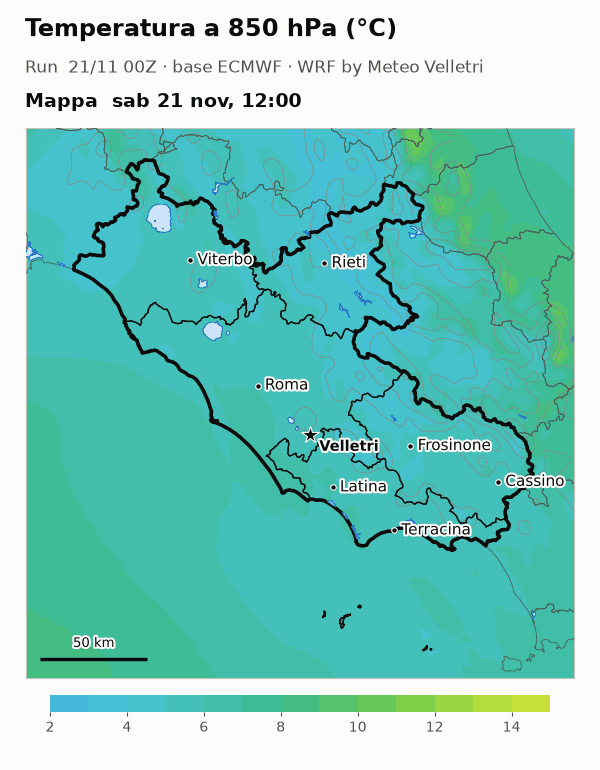 Temperatura a 850 hPa (°C)
Run 21/11 00Z · base ECMWF · WRF by Meteo Velletri
Mappa sab 21 nov, 12:00
Viterbo
Rieti
Roma
Velletri
Frosinone
Latina
Cassino
Terracina
50 km
2 4 6 8 10 12 14